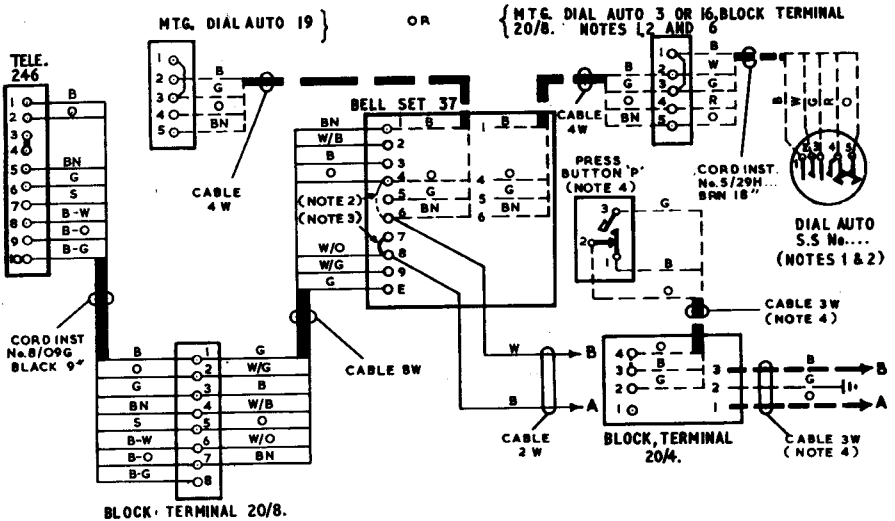 MTG. DIAL AUTO 19 }
OR
{ MTG. DIAL AUTO 3 OR 16, BLOCK TERMINAL
20/8. NOTES 1,2 AND 6
TELE.
246
1 B
2 O
3
4
5 BN
6 G
7 S
8 B-W
9 B-O
10 B-G
CORD INST
No.8/09G
BLACK 9"
1
2 B
3 G
4 O
5 BN
CABLE
4W
BELL SET 37
BN 1 B 1
W/B 2
B 3
O 4 O 4
5 G 5
6 BN 6
(NOTE 2)
(NOTE 3)
7
W/O 8
W/G 9
G E
CABLE
4W
B 1 B
G 2 W
O 3 G
BN 4 R
5 O
CORD INST.
No.5/29H...
BRN 18"
B W G R O
1 2 3 4 5
DIAL AUTO
S.S No....
(NOTES 1 & 2)
PRESS
BUTTON 'P'
(NOTE 4)
3 G
2
1 B
O
CABLE 3W
(NOTE 4)
B 1 G
O 2 W/G
G 3 B
BN 4 W/B
S 5 O
B-W 6 W/O
B-O 7 BN
B-G 8
BLOCK, TERMINAL 20/8.
CABLE 8W
W B
B A
CABLE
2 W
4 O
3 B 3 B B
2 G 2 G
1 1 O A
BLOCK, TERMINAL
20/4.
CABLE 3W
(NOTE 4)